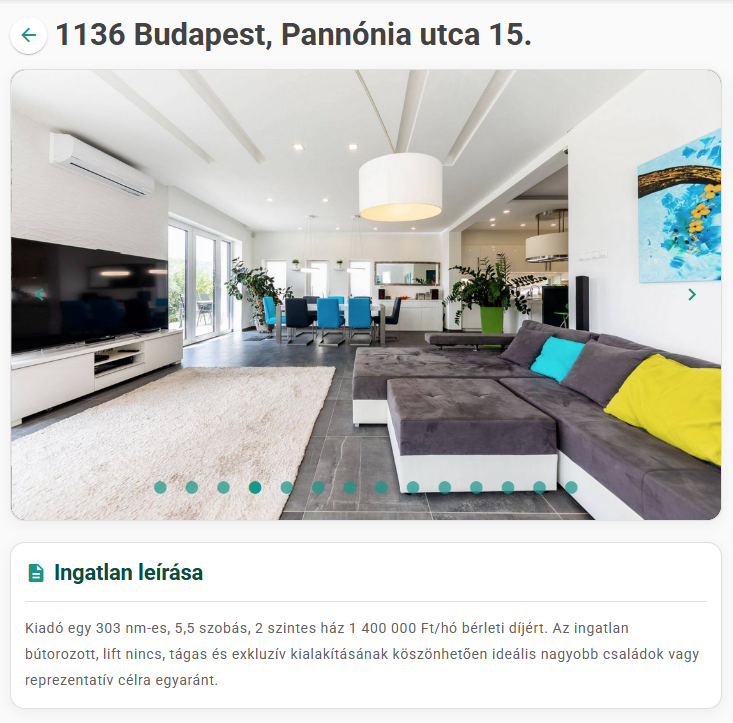 1136 Budapest, Pannónia utca 15.
Ingatlan leírása
Kiadó egy 303 nm-es, 5,5 szobás, 2 szintes ház 1 400 000 Ft/hó bérleti díjért. Az ingatlan
bútorozott, lift nincs, tágas és exkluzív kialakításának köszönhetően ideális nagyobb családok vagy
reprezentatív célra egyaránt.